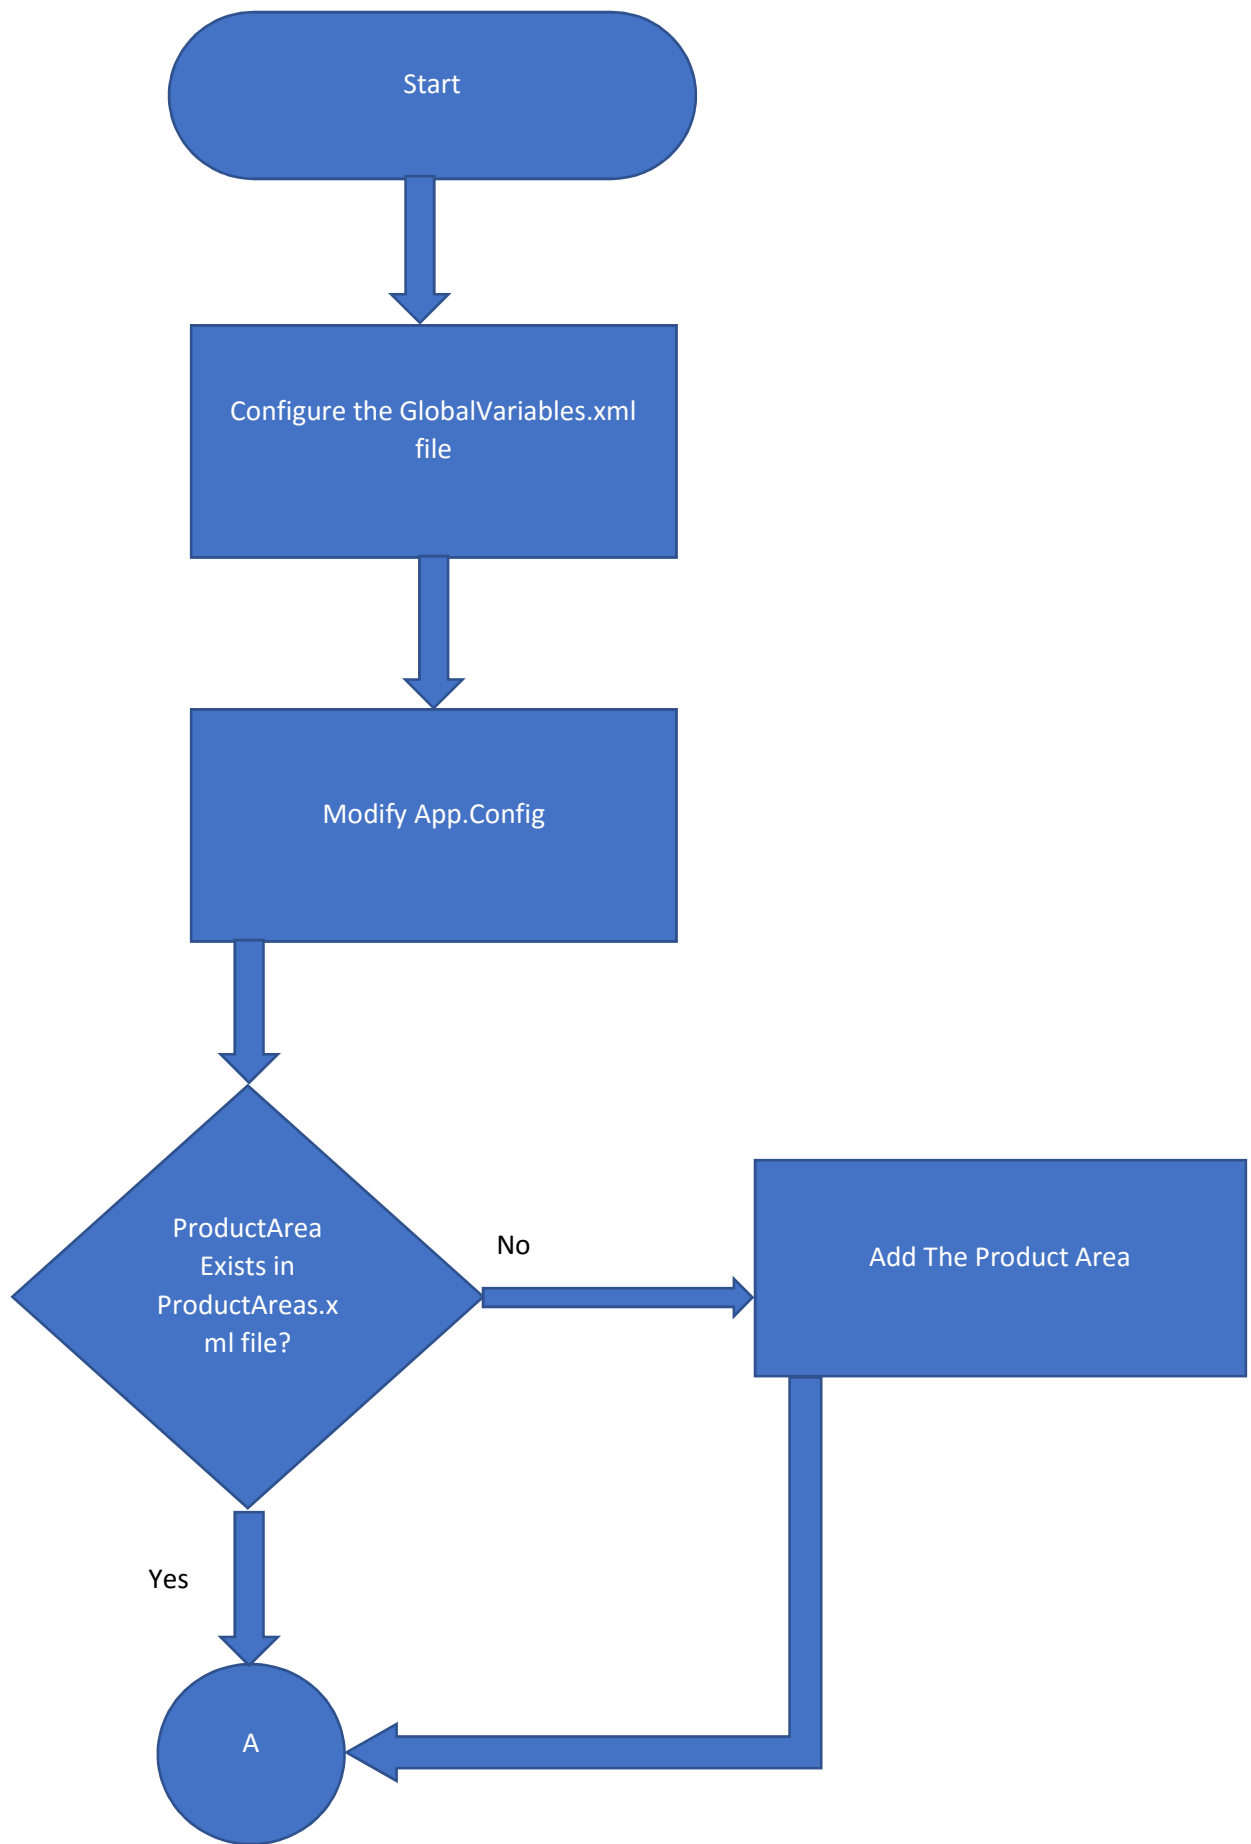 Start
Configure the GlobalVariables.xml
file
Modify App.Config
ProductArea
Exists in
ProductAreas.x
ml file?
No
Add The Product Area
Yes
A